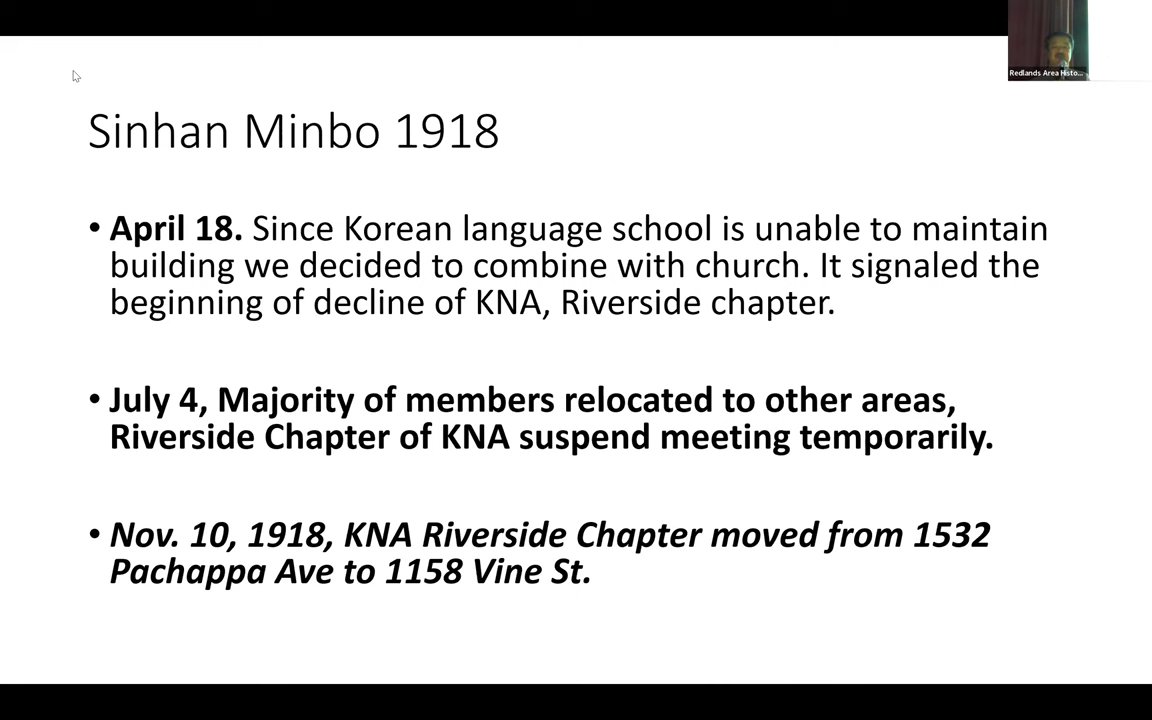 Redlands Area Histo...
Sinhan Minbo 1918
• April 18. Since Korean language school is unable to maintain
building we decided to combine with church. It signaled the
beginning of decline of KNA, Riverside chapter.
• July 4, Majority of members relocated to other areas,
Riverside Chapter of KNA suspend meeting temporarily.
• Nov. 10, 1918, KNA Riverside Chapter moved from 1532
Pachappa Ave to 1158 Vine St.